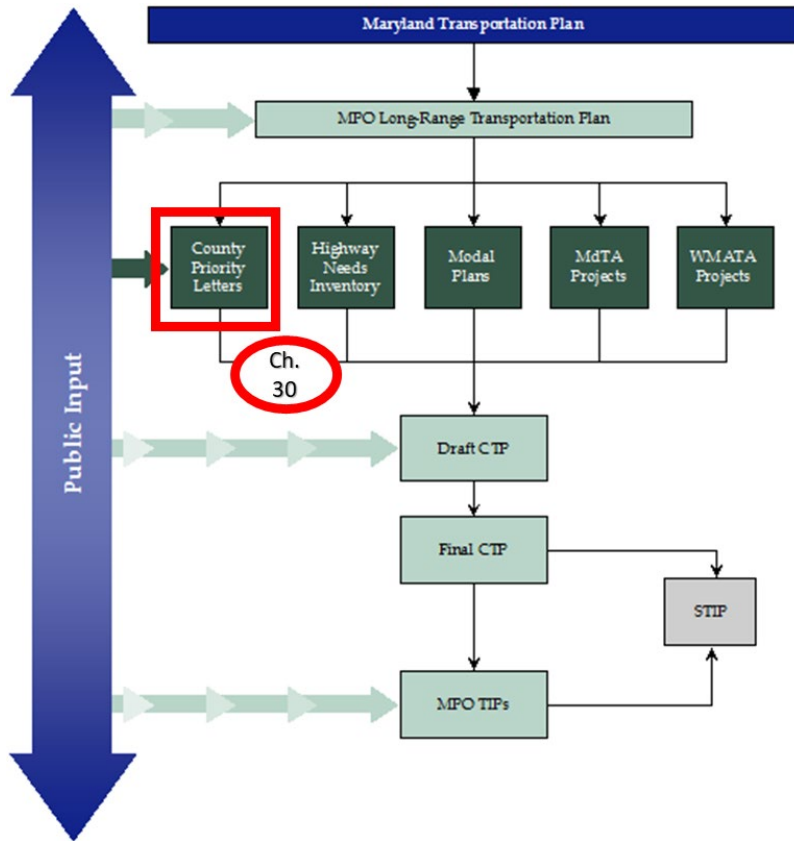 Maryland Transportation Plan
MPO Long-Range Transportation Plan
County
Priority
Letters
Highway
Needs
Inventory
Modal
Plans
MdTA
Projects
WMATA
Projects
Ch.
30
Public Input
Draft CTP
Final CTP
STIP
MPO TIPs